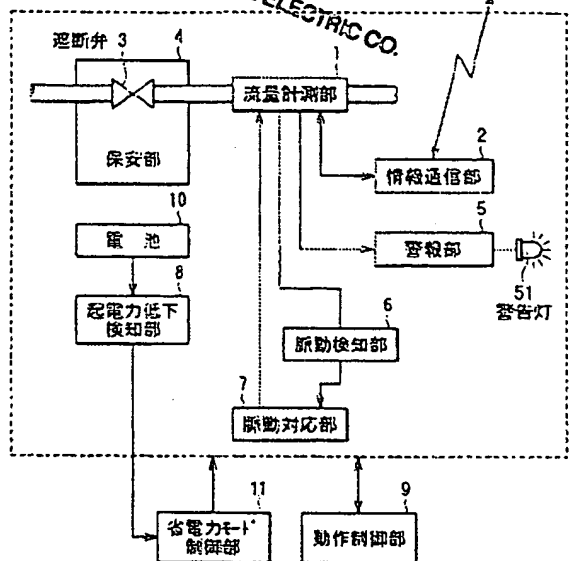 ELECTRIC CO.
遮断弁
3
4
1
流量計測部
保安部
2
情報通信部
10
電 池
5
警報部
51
警告灯
8
起電力低下
検知部
6
脈動検知部
7
脈動対応部
11
省電力モード
制御部
9
動作制御部